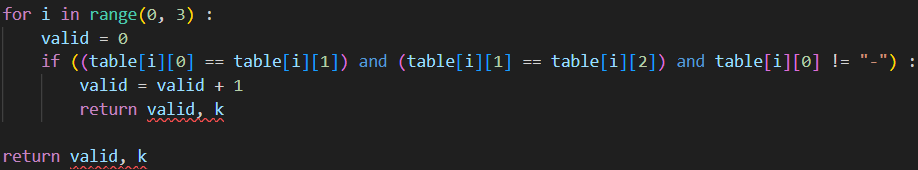 for i in range(0, 3) :
    valid = 0
    if ((table[i][0] == table[i][1]) and (table[i][1] == table[i][2]) and table[i][0] != "-") :
        valid = valid + 1
        return valid, k
return valid, k